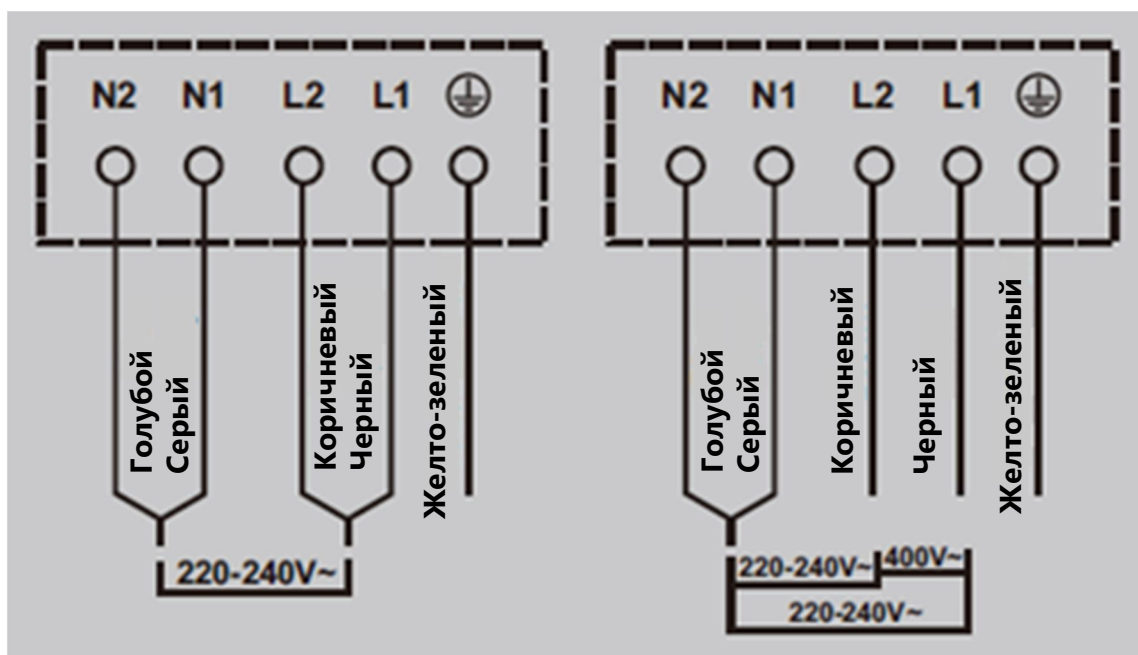 N2 N1 L2 L1
Голубой
Серый
Коричневый
Черный
Желто-зеленый
220-240V~
N2 N1 L2 L1
Голубой
Серый
Коричневый
Черный
Желто-зеленый
220-240V~
400V~
220-240V~